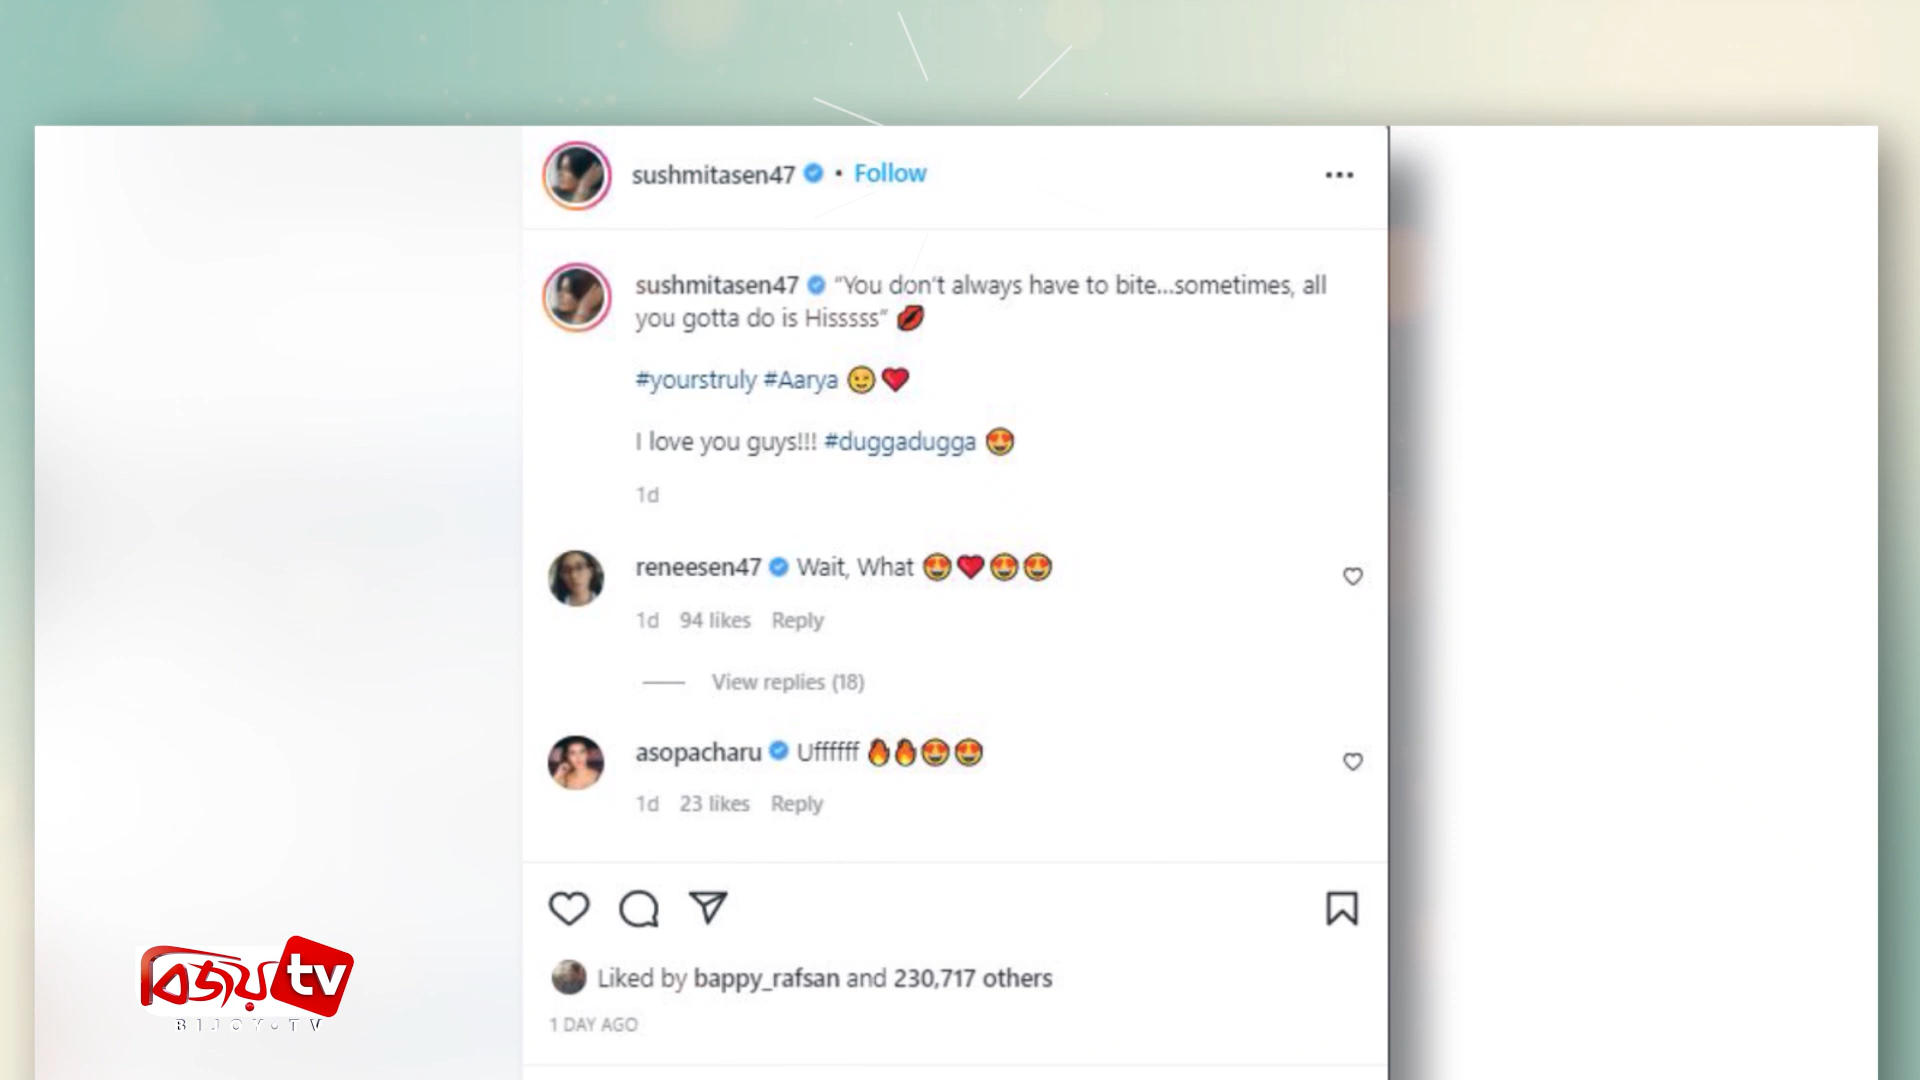 sushmitasen47 • Follow
sushmitasen47 “You don't always have to bite...sometimes, all
you gotta do is Hisssss” 💋
#yourstruly #Aarya 😉❤️
I love you guys!!! #duggadugga 😍
1d
reneesen47 Wait, What 😍❤️😍😍
1d 94 likes Reply
View replies (18)
asopacharu Uffffff 🔥🔥😍😍
1d 23 likes Reply
Liked by bappy_rafsan and 230,717 others
1 DAY AGO
বিজয় tv
BIJOY TV